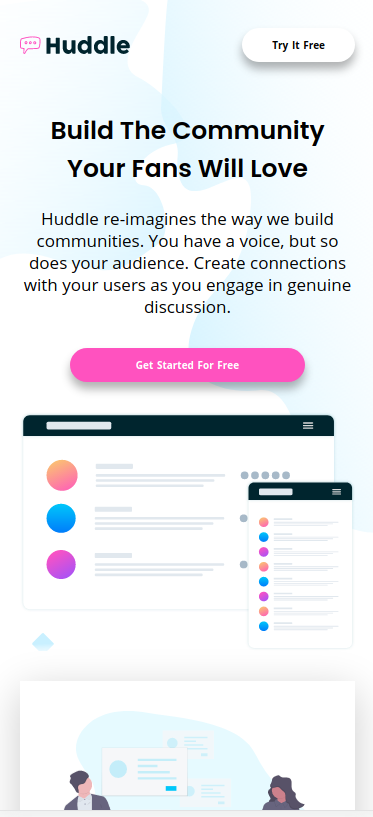 Huddle
Try It Free
Build The Community
Your Fans Will Love
Huddle re-imagines the way we build
communities. You have a voice, but so
does your audience. Create connections
with your users as you engage in genuine
discussion.
Get Started For Free